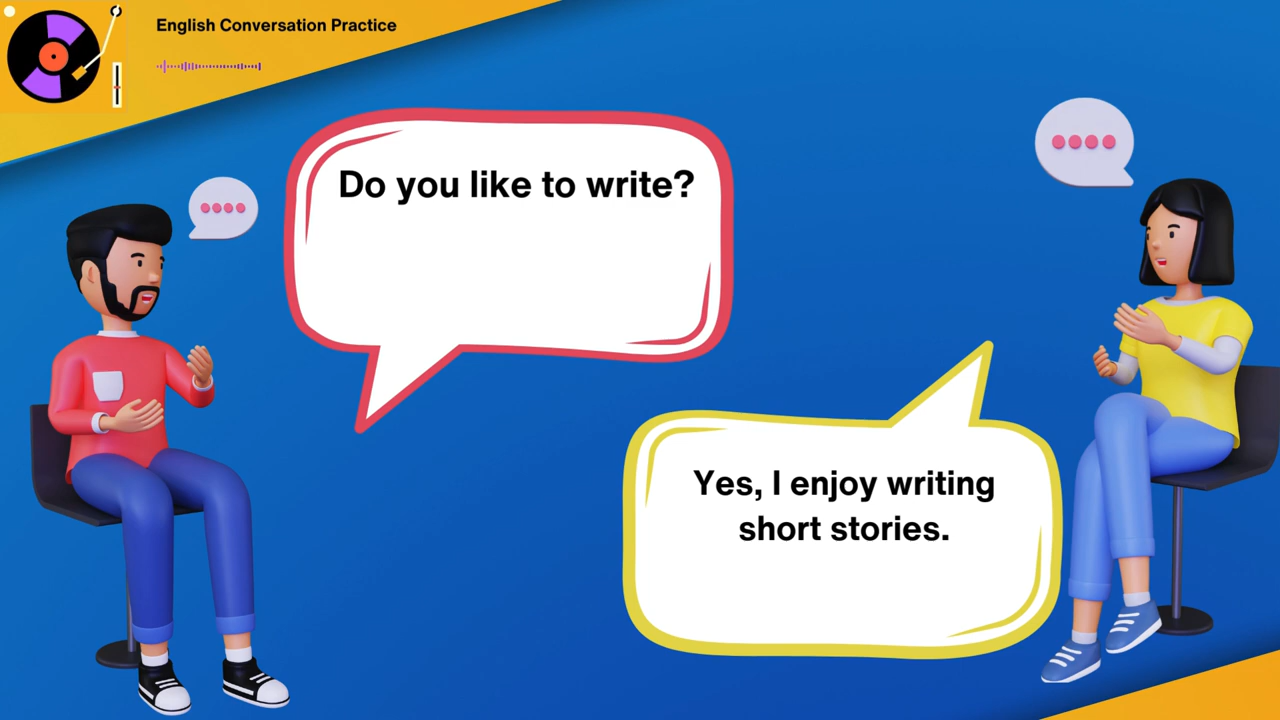 English Conversation Practice
Do you like to write?
Yes, I enjoy writing
short stories.